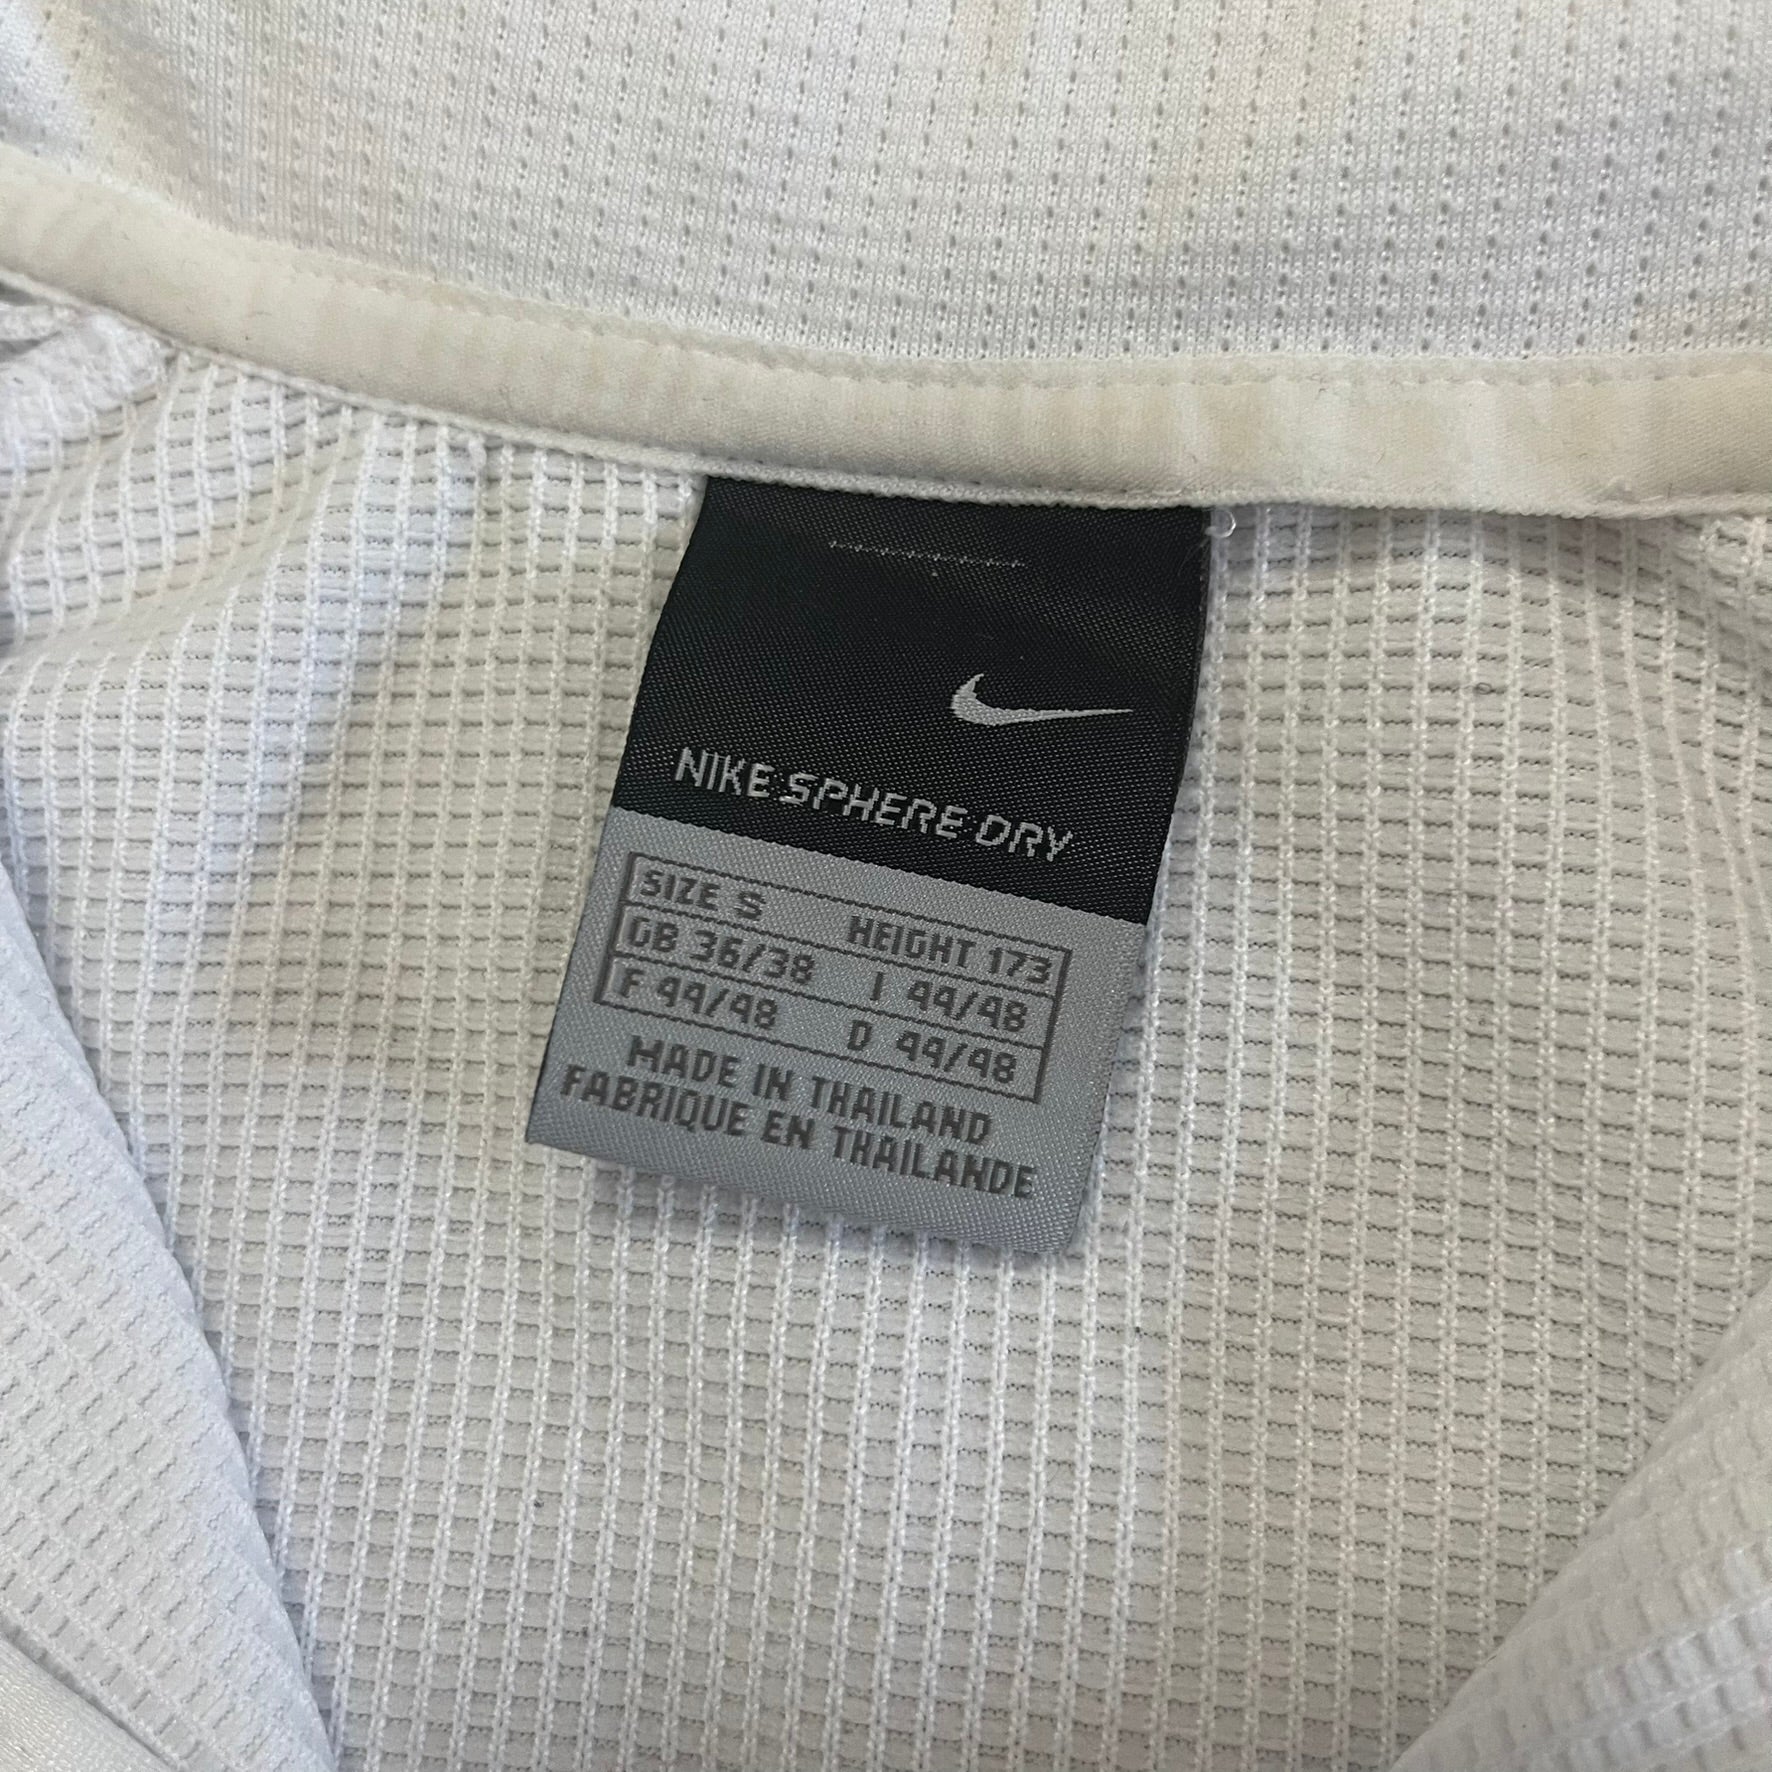 NIKE SPHERE DRY
SIZE S HEIGHT 173
GB 36/38 I 44/48
F 44/48 D 44/48
MADE IN THAILAND
FABRIQUE EN THAILANDE